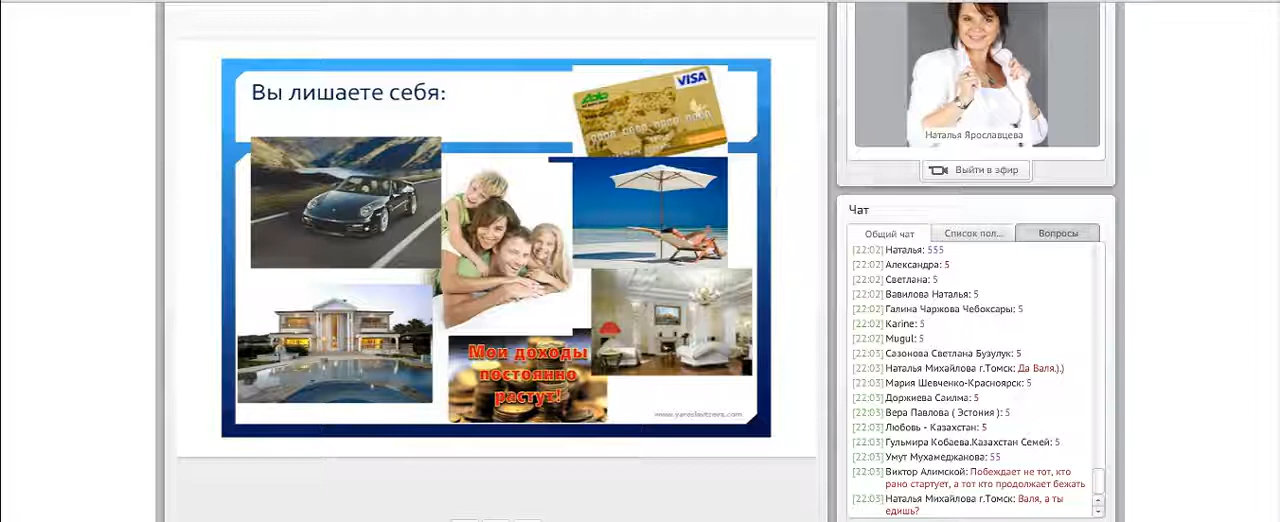 Вы лишаете себя:
VISA
Мои доходы
постоянно
растут!
www.yaroslavtzeva.com
Наталья Ярославцева
Выйти в эфир
Чат
Общий чат
Список пол...
Вопросы
[22:02] Наталья: 555
[22:02] Александра: 5
[22:02] Светлана: 5
[22:02] Вавилова Наталья: 5
[22:02] Галина Чаржова Чебоксары: 5
[22:02] Karine: 5
[22:02] Mugul: 5
[22:03] Сазонова Светлана Бузулук: 5
[22:03] Наталья Михайлова г.Томск: Да Валя.).)
[22:03] Мария Шевченко-Красноярск: 5
[22:03] Доржиева Саилма: 5
[22:03] Вера Павлова ( Эстония ): 5
[22:03] Любовь - Казахстан: 5
[22:03] Гульмира Кобаева.Казахстан Семей: 5
[22:03] Умут Мухамеджанова: 55
[22:03] Виктор Алимской: Побеждает не тот, кто
рано стартует, а тот кто продолжает бежать
[22:03] Наталья Михайлова г.Томск: Валя, а ты
едишь?